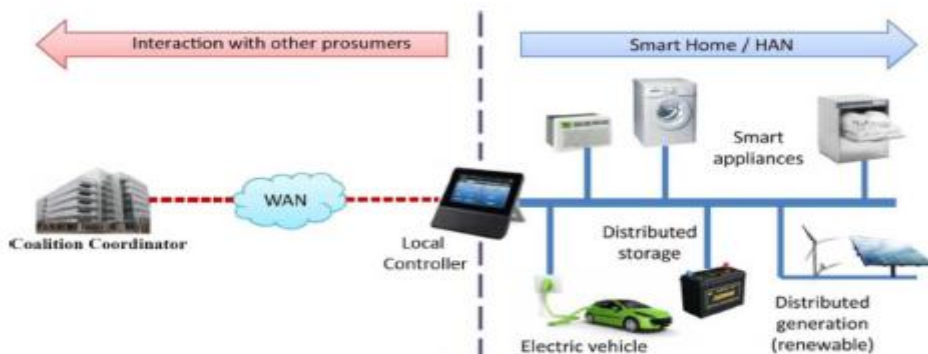 Interaction with other prosumers
Smart Home / HAN
Smart
appliances
WAN
Coalition Coordinator
Local
Controller
Distributed
storage
Electric vehicle
Distributed
generation
(renewable)